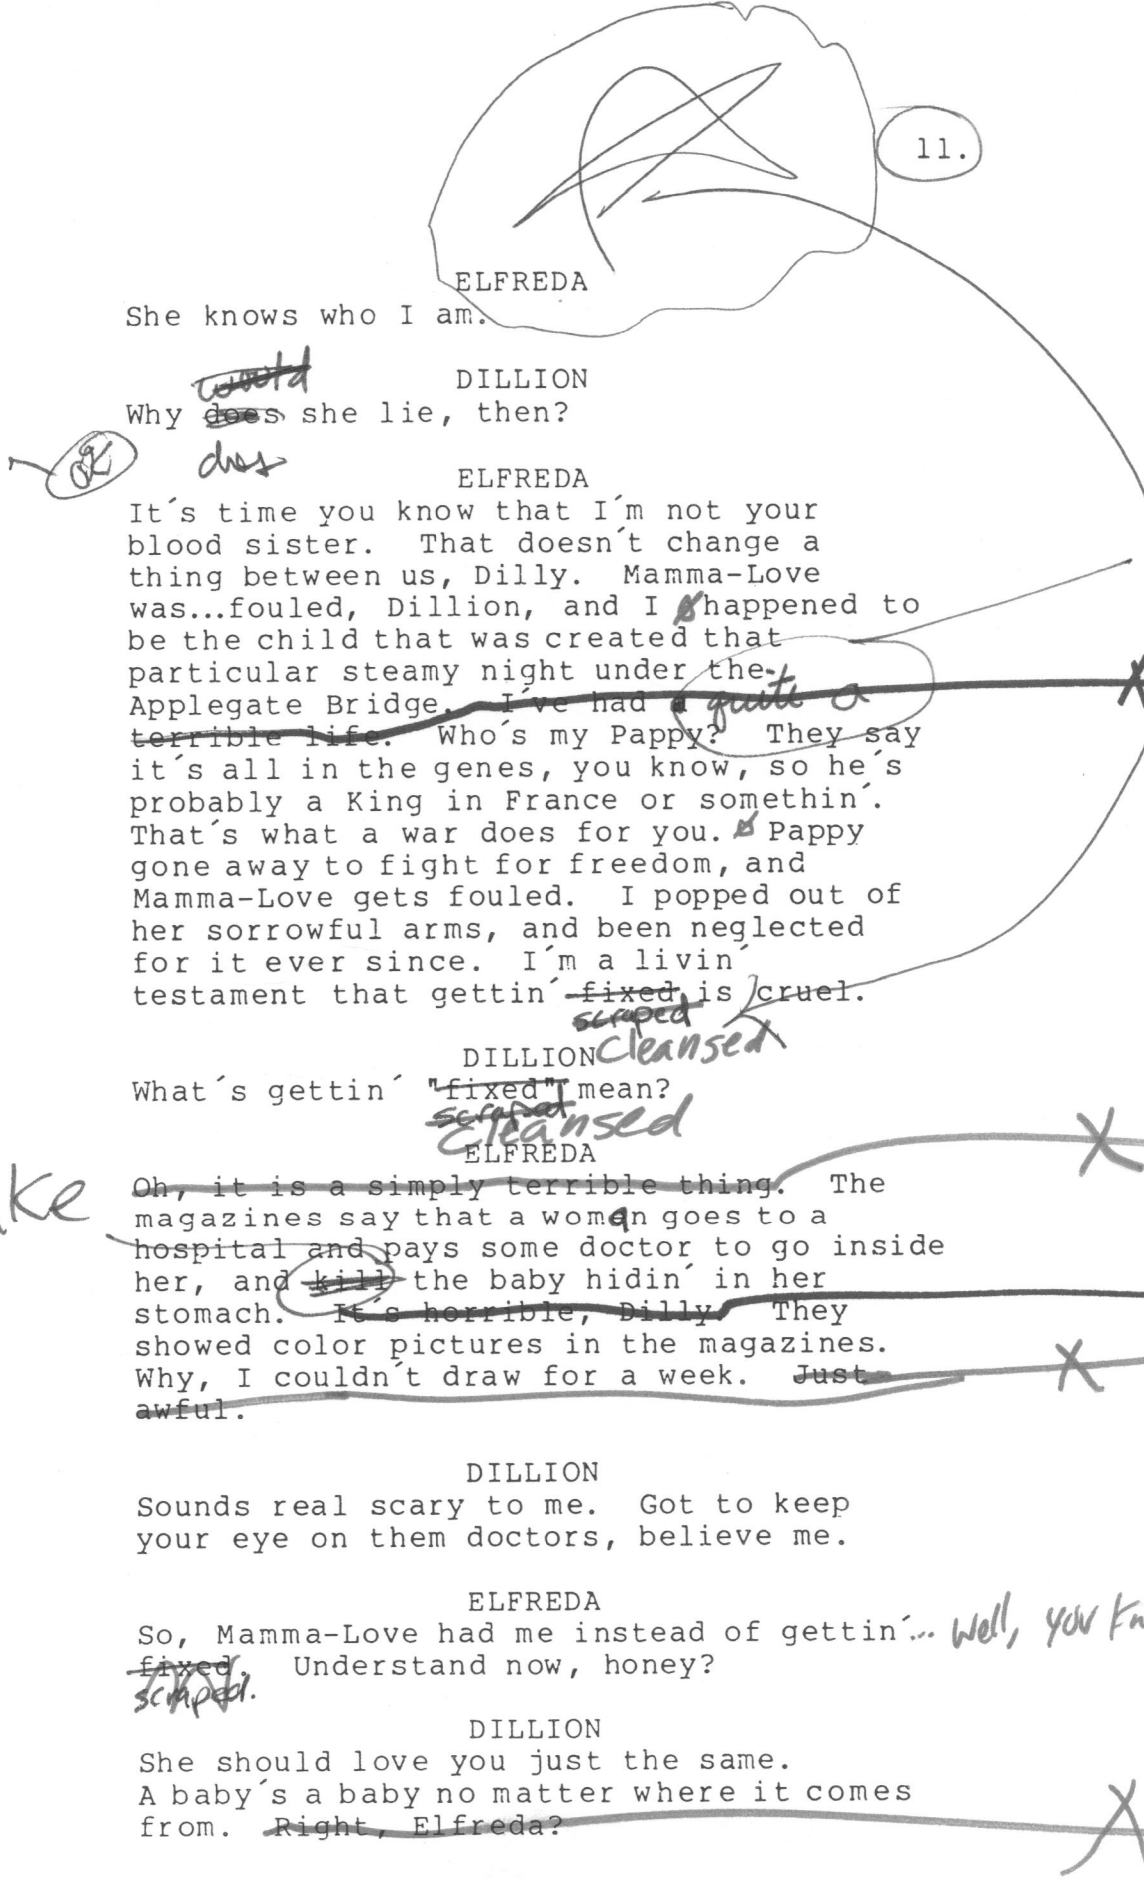 11.
ELFREDA
She knows who I am.
would
DILLION
Why does she lie, then?
OK
does
ELFREDA
It´s time you know that I´m not your
blood sister. That doesn´t change a
thing between us, Dilly. Mamma-Love
was...fouled, Dillion, and I happened to
be the child that was created that
particular steamy night under the
Applegate Bridge. I´ve had a quite a
terrible life. Who´s my Pappy? They say
it´s all in the genes, you know, so he´s
probably a King in France or somethin´.
That´s what a war does for you. Pappy
gone away to fight for freedom, and
Mamma-Love gets fouled. I popped out of
her sorrowful arms, and been neglected
for it ever since. I´m a livin´
testament that gettin´ fixed is cruel.
scraped
Cleansed
DILLION
What´s gettin´ "fixed" mean?
scraped
Cleansed
ELFREDA
Oh, it is a simply terrible thing. The
magazines say that a woman goes to a
hospital and pays some doctor to go inside
her, and kill the baby hidin´ in her
stomach. It´s horrible, Dilly. They
showed color pictures in the magazines.
Why, I couldn´t draw for a week. Just
awful.
DILLION
Sounds real scary to me. Got to keep
your eye on them doctors, believe me.
ELFREDA
So, Mamma-Love had me instead of gettin´... Well, you kn
fixed. Understand now, honey?
scraped.
DILLION
She should love you just the same.
A baby´s a baby no matter where it comes
from. Right, Elfreda?